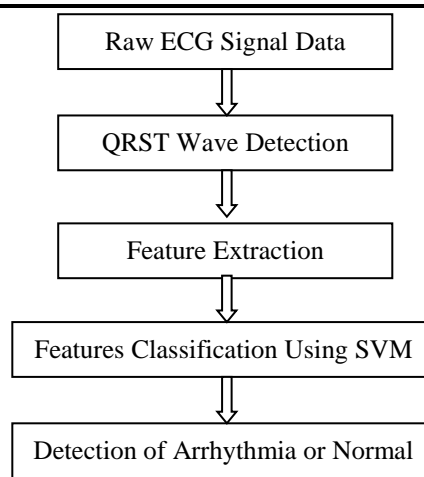 Raw ECG Signal Data
QRST Wave Detection
Feature Extraction
Features Classification Using SVM
Detection of Arrhythmia or Normal